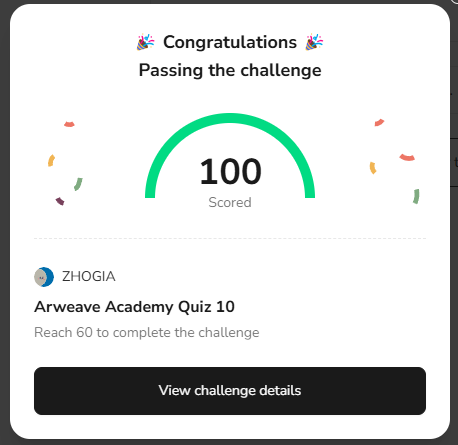 🎉 Congratulations 🎉
Passing the challenge
100
Scored
ZHOGIA
Arweave Academy Quiz 10
Reach 60 to complete the challenge
View challenge details